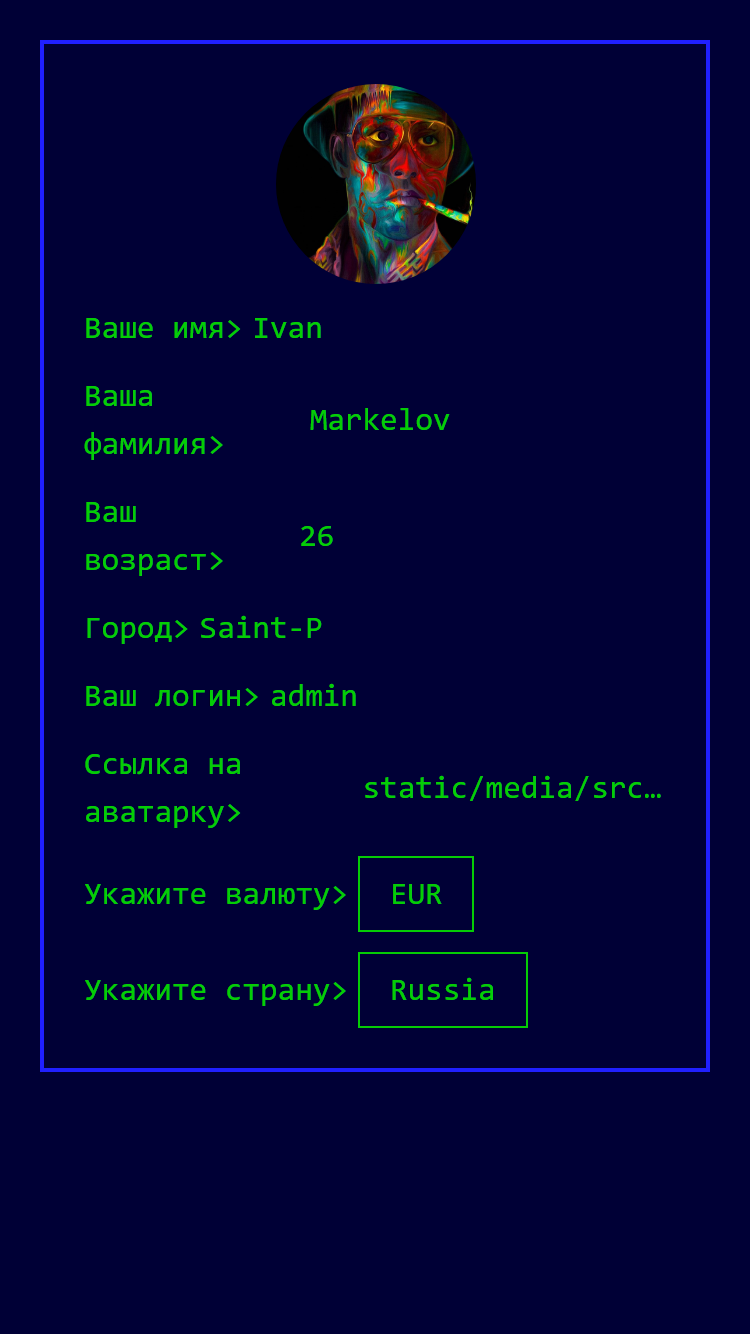 Ваше имя> Ivan
Ваша
фамилия>
Markelov
Ваш
возраст>
26
Город> Saint-P
Ваш логин> admin
Ссылка на
аватарку>
static/media/src…
Укажите валюту> EUR
Укажите страну> Russia